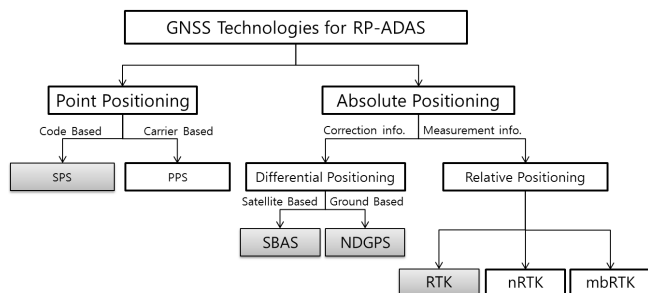 GNSS Technologies for RP-ADAS
Point Positioning
Absolute Positioning
Code Based
Carrier Based
Correction info.
Measurement info.
SPS
PPS
Differential Positioning
Relative Positioning
Satellite Based
Ground Based
SBAS
NDGPS
RTK
nRTK
mbRTK